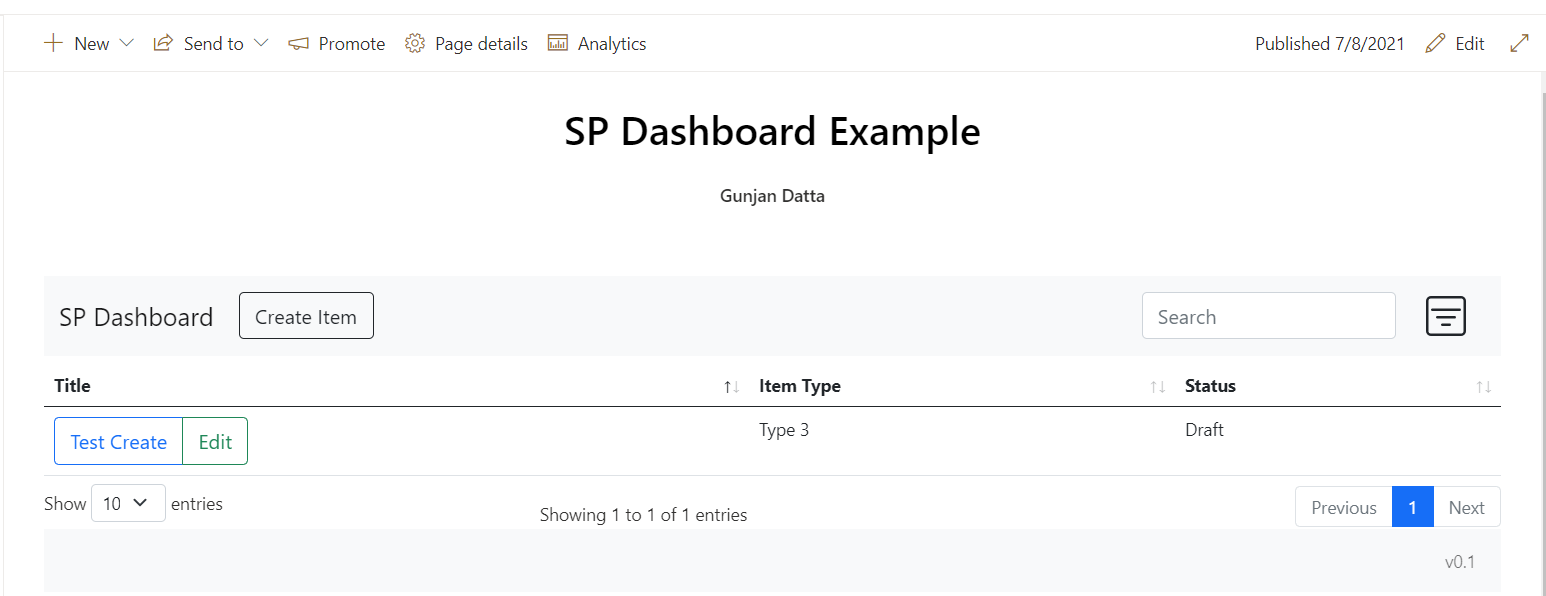 New Send to Promote Page details Analytics Published 7/8/2021 Edit
SP Dashboard Example
Gunjan Datta
SP Dashboard Create Item Search
Title Item Type Status
Test Create Edit Type 3 Draft
Show 10 entries Showing 1 to 1 of 1 entries Previous 1 Next
v0.1